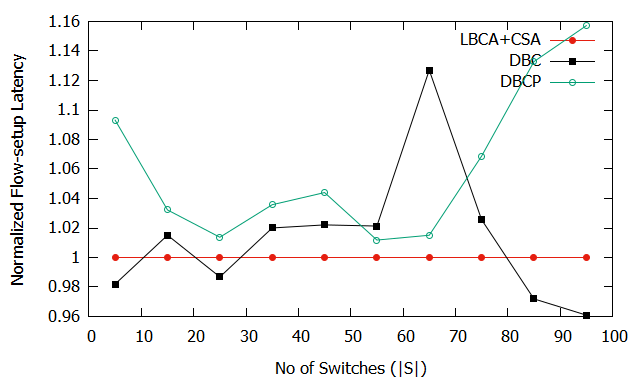 1.16
1.14
1.12
1.1
1.08
1.06
1.04
1.02
1
0.98
0.96
Normalized Flow-setup Latency
LBCA+CSA
DBC
DBCP
0 10 20 30 40 50 60 70 80 90 100
No of Switches (|S|)